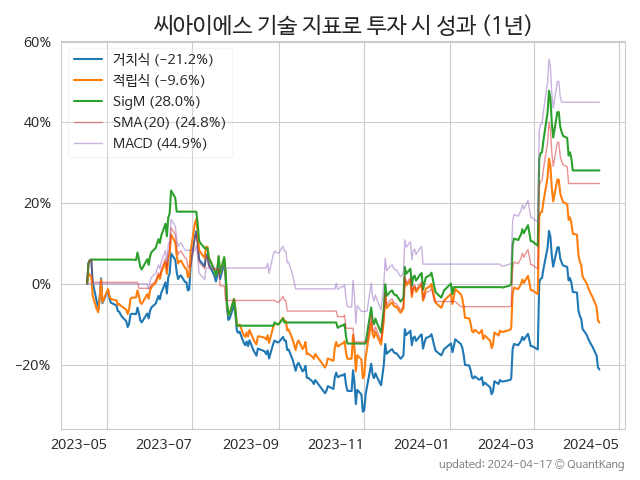 씨아이에스 기술 지표로 투자 시 성과 (1년)
60%
40%
20%
0%
−20%
거치식 (−21.2%)
적립식 (−9.6%)
SigM (28.0%)
SMA(20) (24.8%)
MACD (44.9%)
2023-05 2023-07 2023-09 2023-11 2024-01 2024-03 2024-05
updated: 2024-04-17 © QuantKang